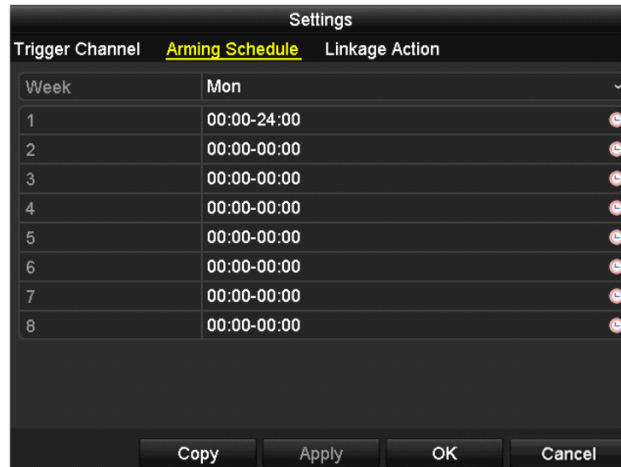 Settings
Trigger Channel Arming Schedule Linkage Action
Week Mon
1 00:00-24:00
2 00:00-00:00
3 00:00-00:00
4 00:00-00:00
5 00:00-00:00
6 00:00-00:00
7 00:00-00:00
8 00:00-00:00
Copy Apply OK Cancel